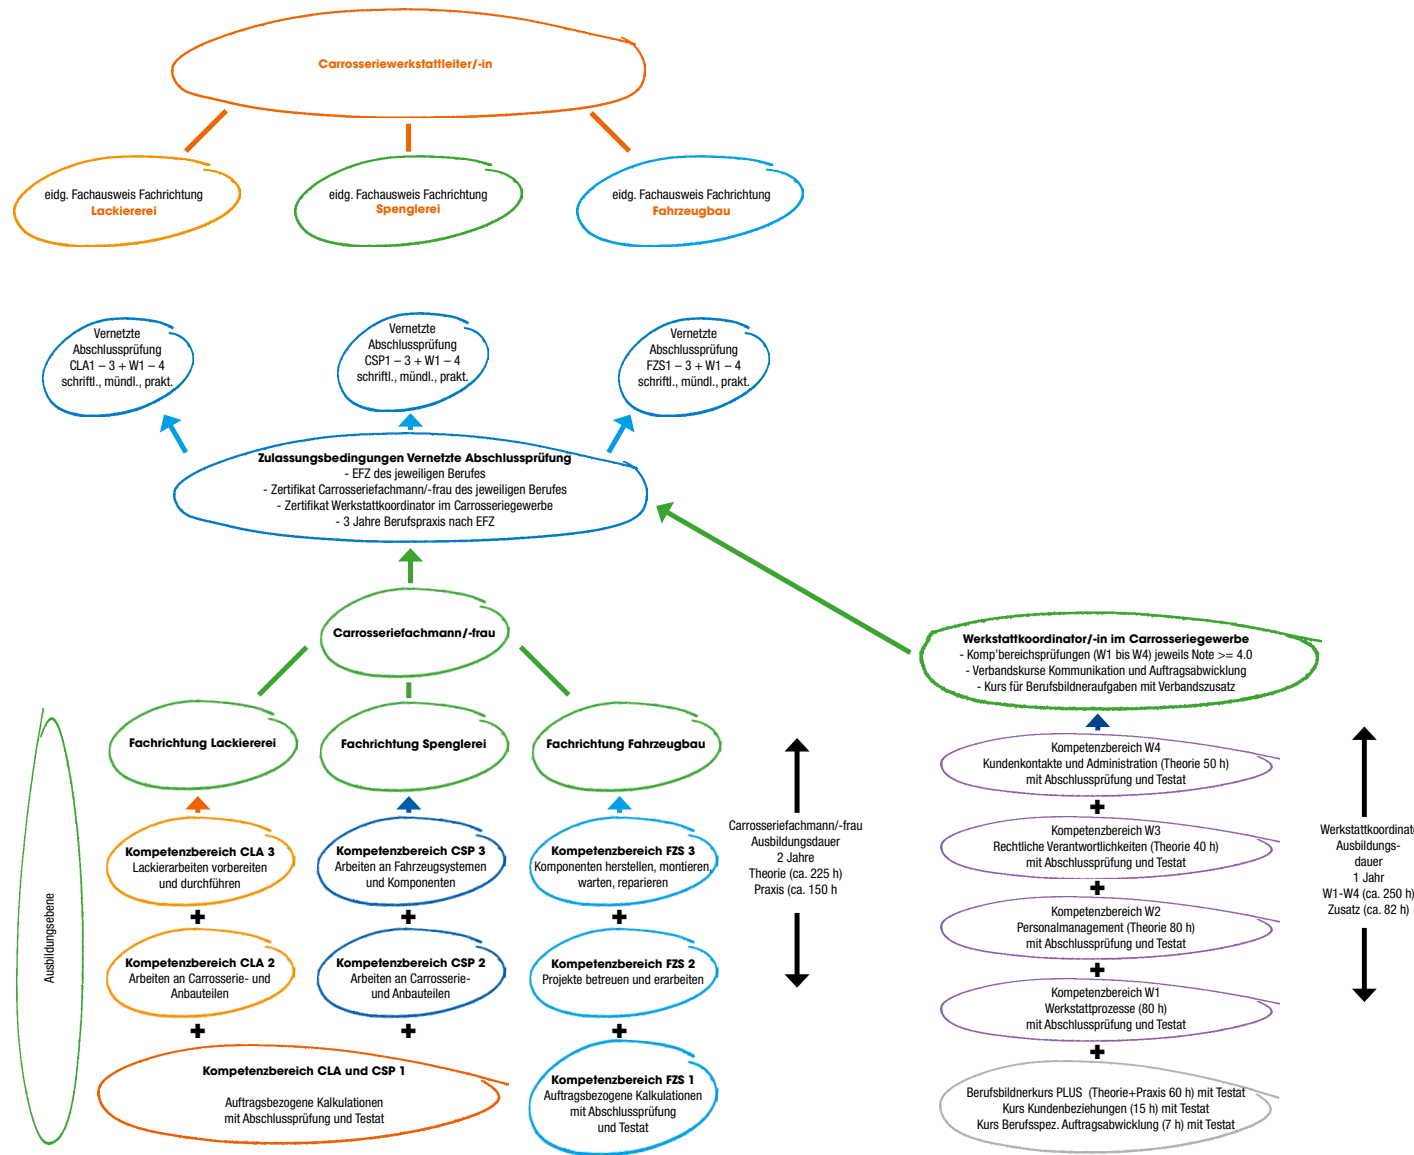 Carrosseriewerkstattleiter/-in
eidg. Fachausweis Fachrichtung
Lackiererei
eidg. Fachausweis Fachrichtung
Spenglerei
eidg. Fachausweis Fachrichtung
Fahrzeugbau
Vernetzte
Abschlussprüfung
CLA1 – 3 + W1 – 4
schriftl., mündl., prakt.
Vernetzte
Abschlussprüfung
CSP1 – 3 + W1 – 4
schriftl., mündl., prakt.
Vernetzte
Abschlussprüfung
FZS1 – 3 + W1 – 4
schriftl., mündl., prakt.
Zulassungsbedingungen Vernetzte Abschlussprüfung
- EFZ des jeweiligen Berufes
- Zertifikat Carrosseriefachmann/-frau des jeweiligen Berufes
- Zertifikat Werkstattkoordinator im Carrosseriegewerbe
- 3 Jahre Berufspraxis nach EFZ
Carrosseriefachmann/-frau
Werkstattkoordinator/-in im Carrosseriegewerbe
- Komp'bereichsprüfungen (W1 bis W4) jeweils Note >= 4.0
- Verbandskurse Kommunikation und Auftragsabwicklung
- Kurs für Berufsbildneraufgaben mit Verbandszusatz
Fachrichtung Lackiererei
Fachrichtung Spenglerei
Fachrichtung Fahrzeugbau
Ausbildungsebene
Kompetenzbereich CLA 3
Lackierarbeiten vorbereiten
und durchführen
Kompetenzbereich CSP 3
Arbeiten an Fahrzeugsystemen
und Komponenten
Kompetenzbereich FZS 3
Komponenten herstellen, montieren,
warten, reparieren
+
+
+
Kompetenzbereich CLA 2
Arbeiten an Carrosserie- und
Anbauteilen
Kompetenzbereich CSP 2
Arbeiten an Carrosserie-
und Anbauteilen
Kompetenzbereich FZS 2
Projekte betreuen und erarbeiten
+
+
+
Kompetenzbereich CLA und CSP 1
Auftragsbezogene Kalkulationen
mit Abschlussprüfung und Testat
Kompetenzbereich FZS 1
Auftragsbezogene Kalkulationen
mit Abschlussprüfung
und Testat
Carrosseriefachmann/-frau
Ausbildungsdauer
2 Jahre
Theorie (ca. 225 h)
Praxis (ca. 150 h
Kompetenzbereich W4
Kundenkontakte und Administration (Theorie 50 h)
mit Abschlussprüfung und Testat
+
Kompetenzbereich W3
Rechtliche Verantwortlichkeiten (Theorie 40 h)
mit Abschlussprüfung und Testat
+
Kompetenzbereich W2
Personalmanagement (Theorie 80 h)
mit Abschlussprüfung und Testat
+
Kompetenzbereich W1
Werkstattprozesse (80 h)
mit Abschlussprüfung und Testat
+
Berufsbildnerkurs PLUS (Theorie+Praxis 60 h) mit Testat
Kurs Kundenbeziehungen (15 h) mit Testat
Kurs Berufsspez. Auftragsabwicklung (7 h) mit Testat
Werkstattkoordinat
Ausbildungs-
dauer
1 Jahr
W1-W4 (ca. 250 h)
Zusatz (ca. 82 h)